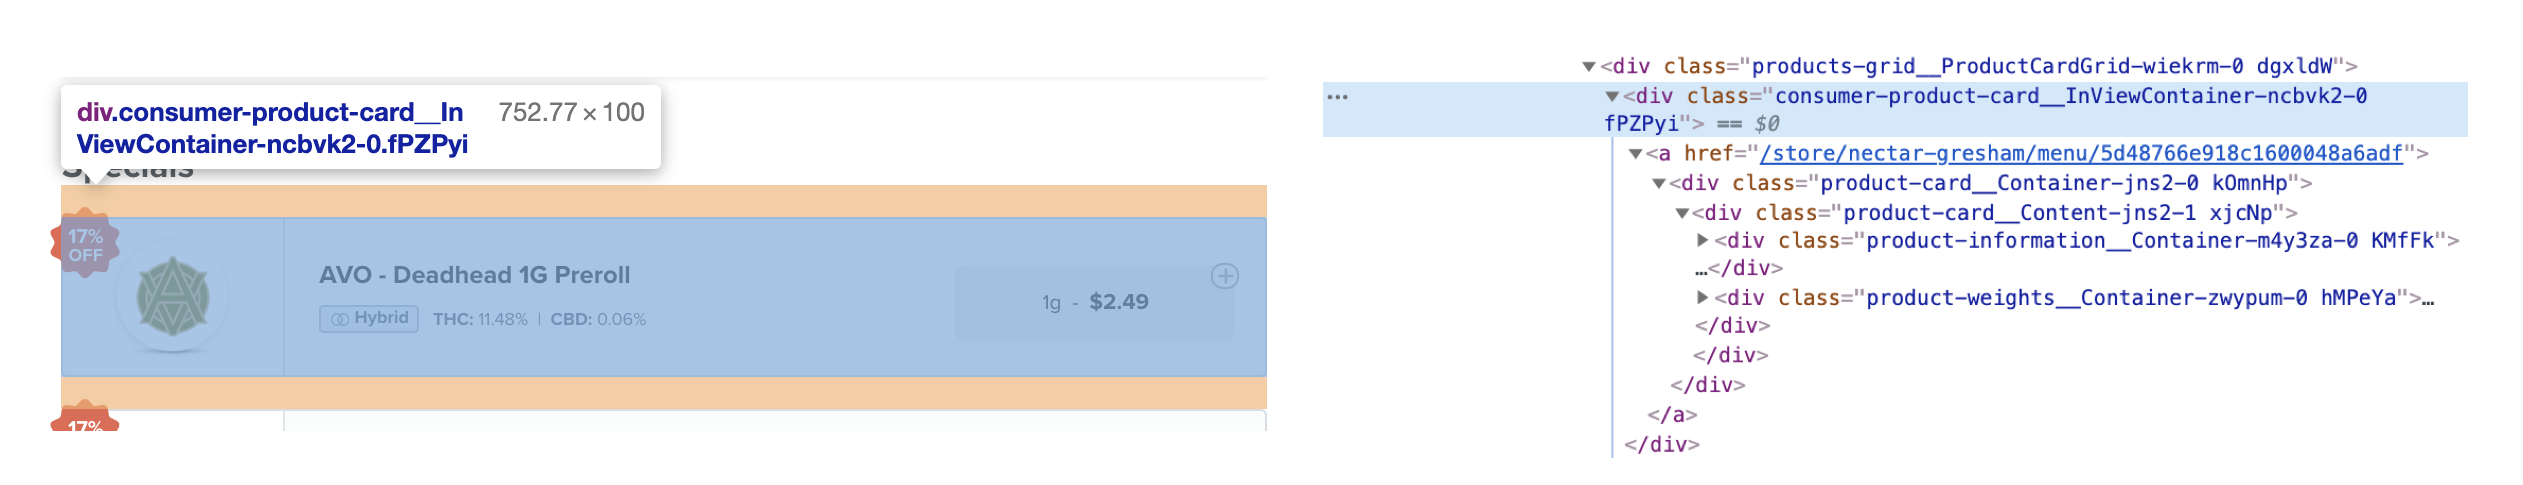 div.consumer-product-card__In 752.77 × 100
ViewContainer-ncbvk2-0.fPZPyi
Specials
17%
OFF
AVO - Deadhead 1G Preroll
Hybrid THC: 11.48% | CBD: 0.06%
1g - $2.49
17%
▼<div class="products-grid__ProductCardGrid-wiekrm-0 dgxldW">
… ▼<div class="consumer-product-card__InViewContainer-ncbvk2-0
fPZPyi"> == $0
▼<a href="/store/nectar-gresham/menu/5d48766e918c1600048a6adf">
▼<div class="product-card__Container-jns2-0 kOmnHp">
▼<div class="product-card__Content-jns2-1 xjcNp">
▶<div class="product-information__Container-m4y3za-0 KMfFk">
…</div>
▶<div class="product-weights__Container-zwypum-0 hMPeYa">…
</div>
</div>
</div>
</a>
</div>